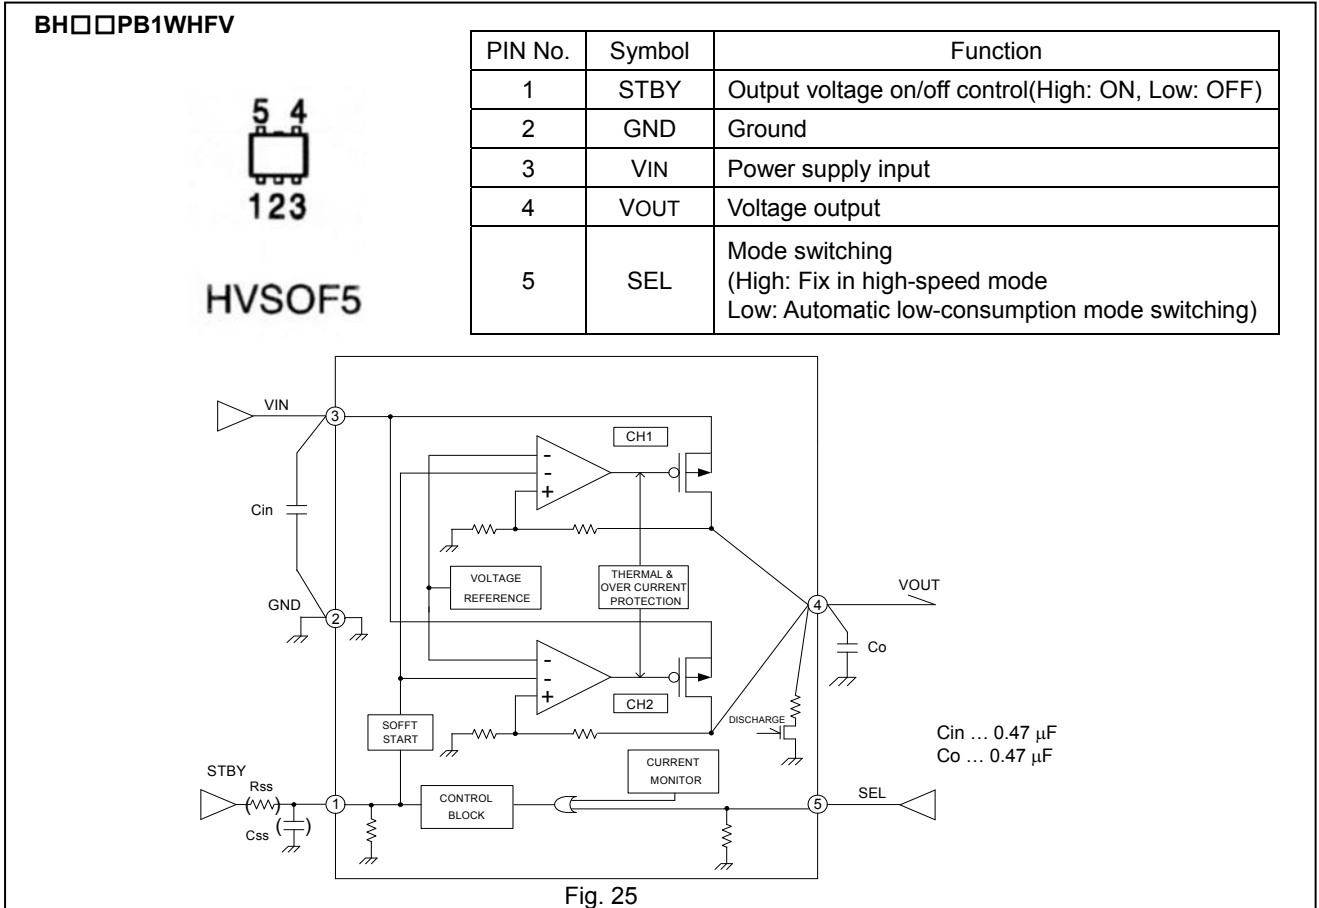 BH□□PB1WHFV
5 4
123
HVSOF5
PIN No. Symbol Function
1 STBY Output voltage on/off control(High: ON, Low: OFF)
2 GND Ground
3 VIN Power supply input
4 VOUT Voltage output
5 SEL Mode switching
(High: Fix in high-speed mode
Low: Automatic low-consumption mode switching)
VIN
3
CH1
-
-
+
Cin
VOLTAGE
REFERENCE
THERMAL &
OVER CURRENT
PROTECTION
GND
2
4
VOUT
Co
-
-
+
CH2
SOFFT
START
DISCHARGE
Cin … 0.47 μF
Co … 0.47 μF
CURRENT
MONITOR
STBY
Rss
( )
1
CONTROL
BLOCK
5
SEL
Css
( )
Fig. 25